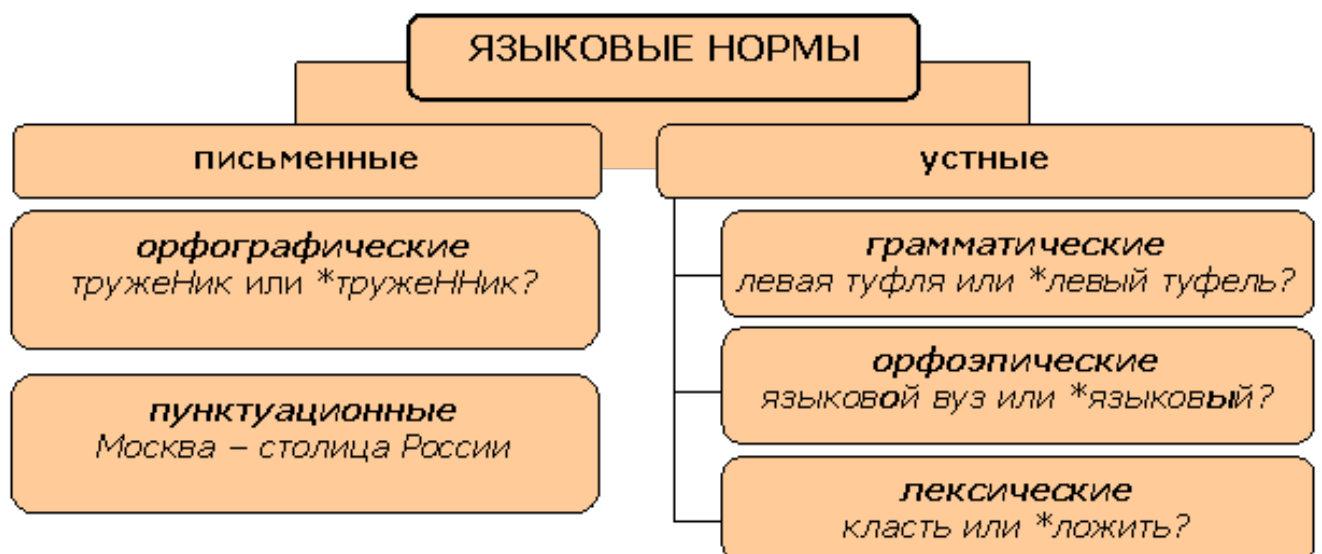 ЯЗЫКОВЫЕ НОРМЫ
письменные
орфографические
тружеНик или *тружеННик?
пунктуационные
Москва – столица России
устные
грамматические
левая туфля или *левый туфель?
орфоэпические
языковой вуз или *языковый?
лексические
класть или *ложить?